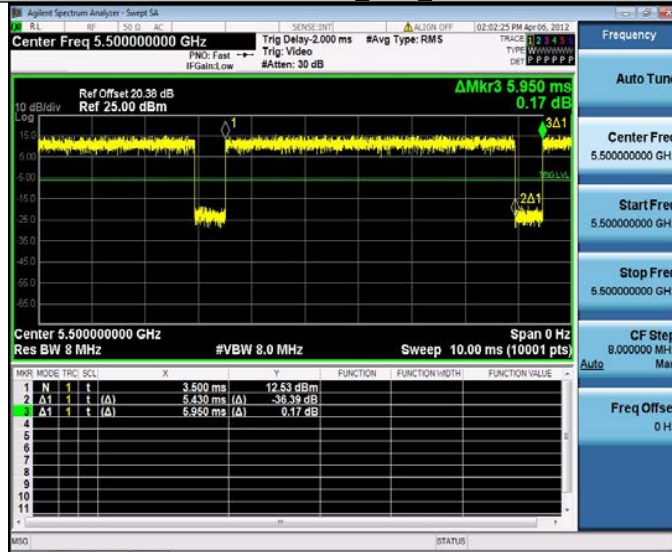 Agilent Spectrum Analyzer - Swept SA
RL RF 50 Ω AC SENSE:INT ALIGN OFF 02:02:25 PM Apr 06, 2012
Center Freq 5.500000000 GHz
PNO: Fast
IFGain:Low
Trig Delay-2.000 ms
Trig: Video
#Atten: 30 dB
#Avg Type: RMS
TRACE 1 2 3 4 5 6
TYPE WWWWWW
DET P P P P P P
Frequency
Auto Tune
ΔMkr3 5.950 ms
0.17 dB
Ref Offset 20.38 dB
10 dB/div Ref 25.00 dBm
Log
1
3Δ1
15.0
5.00
-5.00
TRIG LVL
-15.0
2Δ1
-25.0
-35.0
-55.0
-65.0
Center Freq
5.500000000 GH
Start Freq
5.500000000 GH
Stop Freq
5.500000000 GH
Center 5.500000000 GHz Span 0 Hz
Res BW 8 MHz #VBW 8.0 MHz Sweep 10.00 ms (10001 pts)
CF Step
8.000000 MH
Auto Man
MKR MODE TRC SCL X Y FUNCTION FUNCTION WIDTH FUNCTION VALUE
1 N 1 t 3.500 ms 12.53 dBm
2 Δ1 1 t (Δ) 5.430 ms (Δ) -36.39 dB
3 Δ1 1 t (Δ) 5.950 ms (Δ) 0.17 dB
4
5
6
7
8
9
10
11
Freq Offse
0 H
MSG STATUS